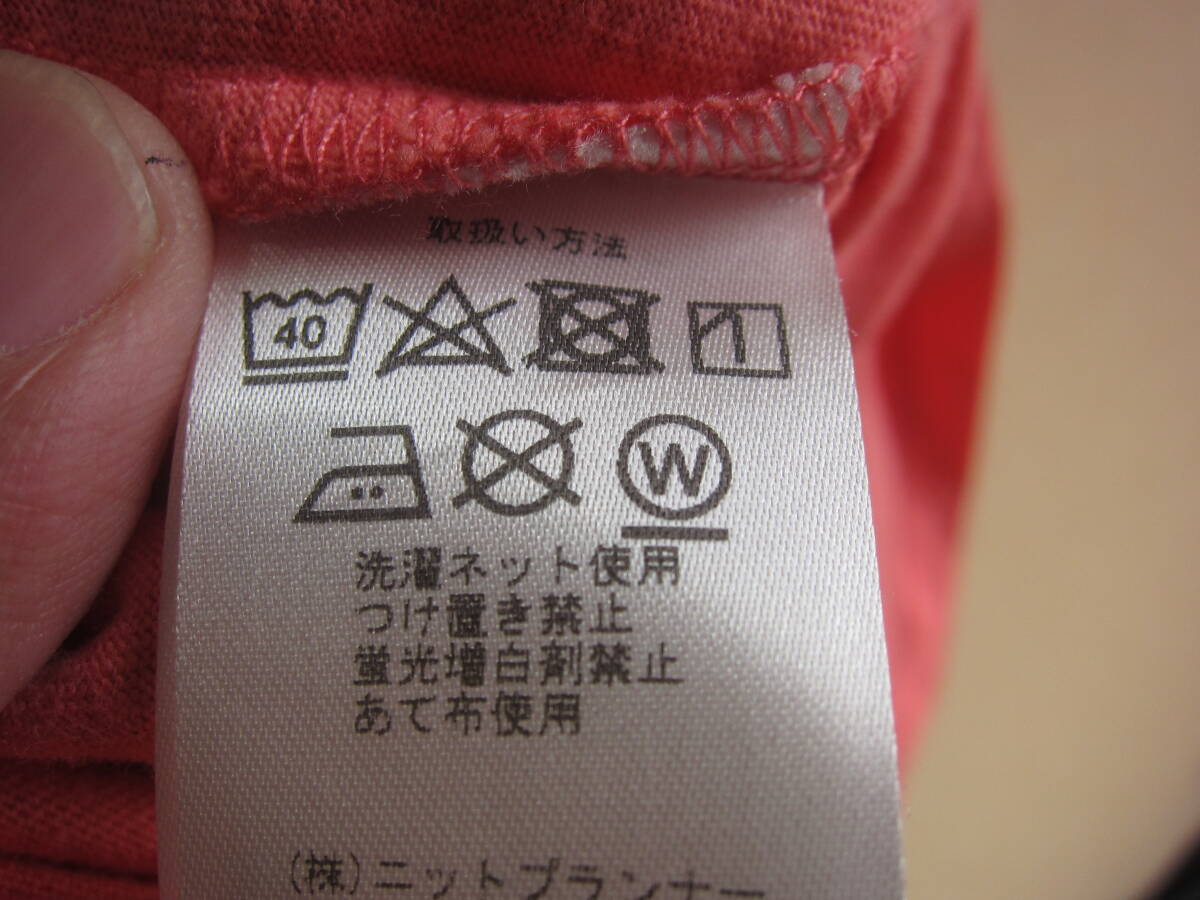 取扱い方法
40
W
洗濯ネット使用
つけ置き禁止
蛍光増白剤禁止
あて布使用
(株)ニットプランナー